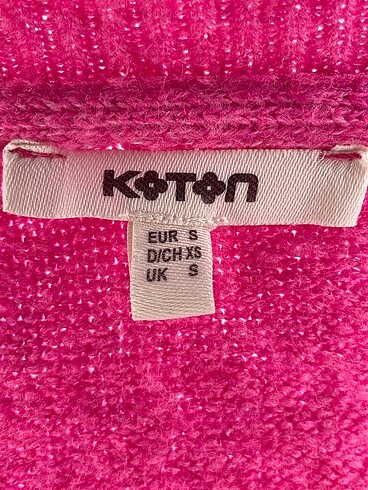 KOTON
EUR S
D/CH XS
UK S